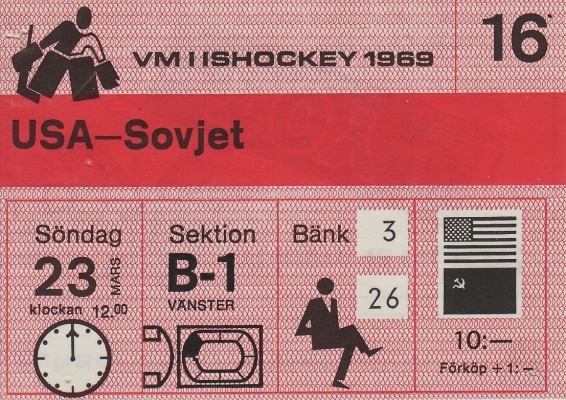 VM I ISHOCKEY 1969
16
USA–Sovjet
Söndag
23 MARS
klockan 12.00
Sektion
B-1
VÄNSTER
Bänk 3
26
10:—
Förköp + 1:—